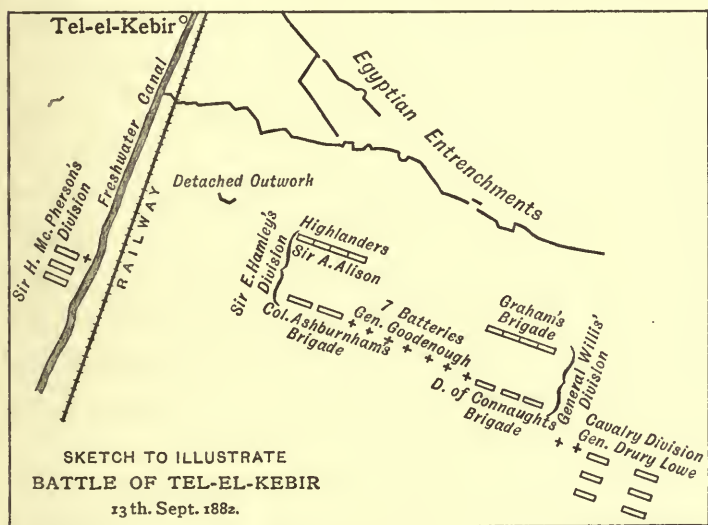 Tel-el-Kebir
Freshwater Canal
RAILWAY
Sir H. Mc. Pherson's
Division
Egyptian Entrenchments
Detached Outwork
Sir E. Hamley's
Division
Highlanders
Sir A. Alison
7 Batteries
Gen. Goodenough
Col. Ashburnham's
Brigade
Graham's
Brigade
General Willis'
Division
D. of Connaughts
Brigade
Cavalry Division
Gen. Drury Lowe
SKETCH TO ILLUSTRATE
BATTLE OF TEL-EL-KEBIR
13th. Sept. 1882.